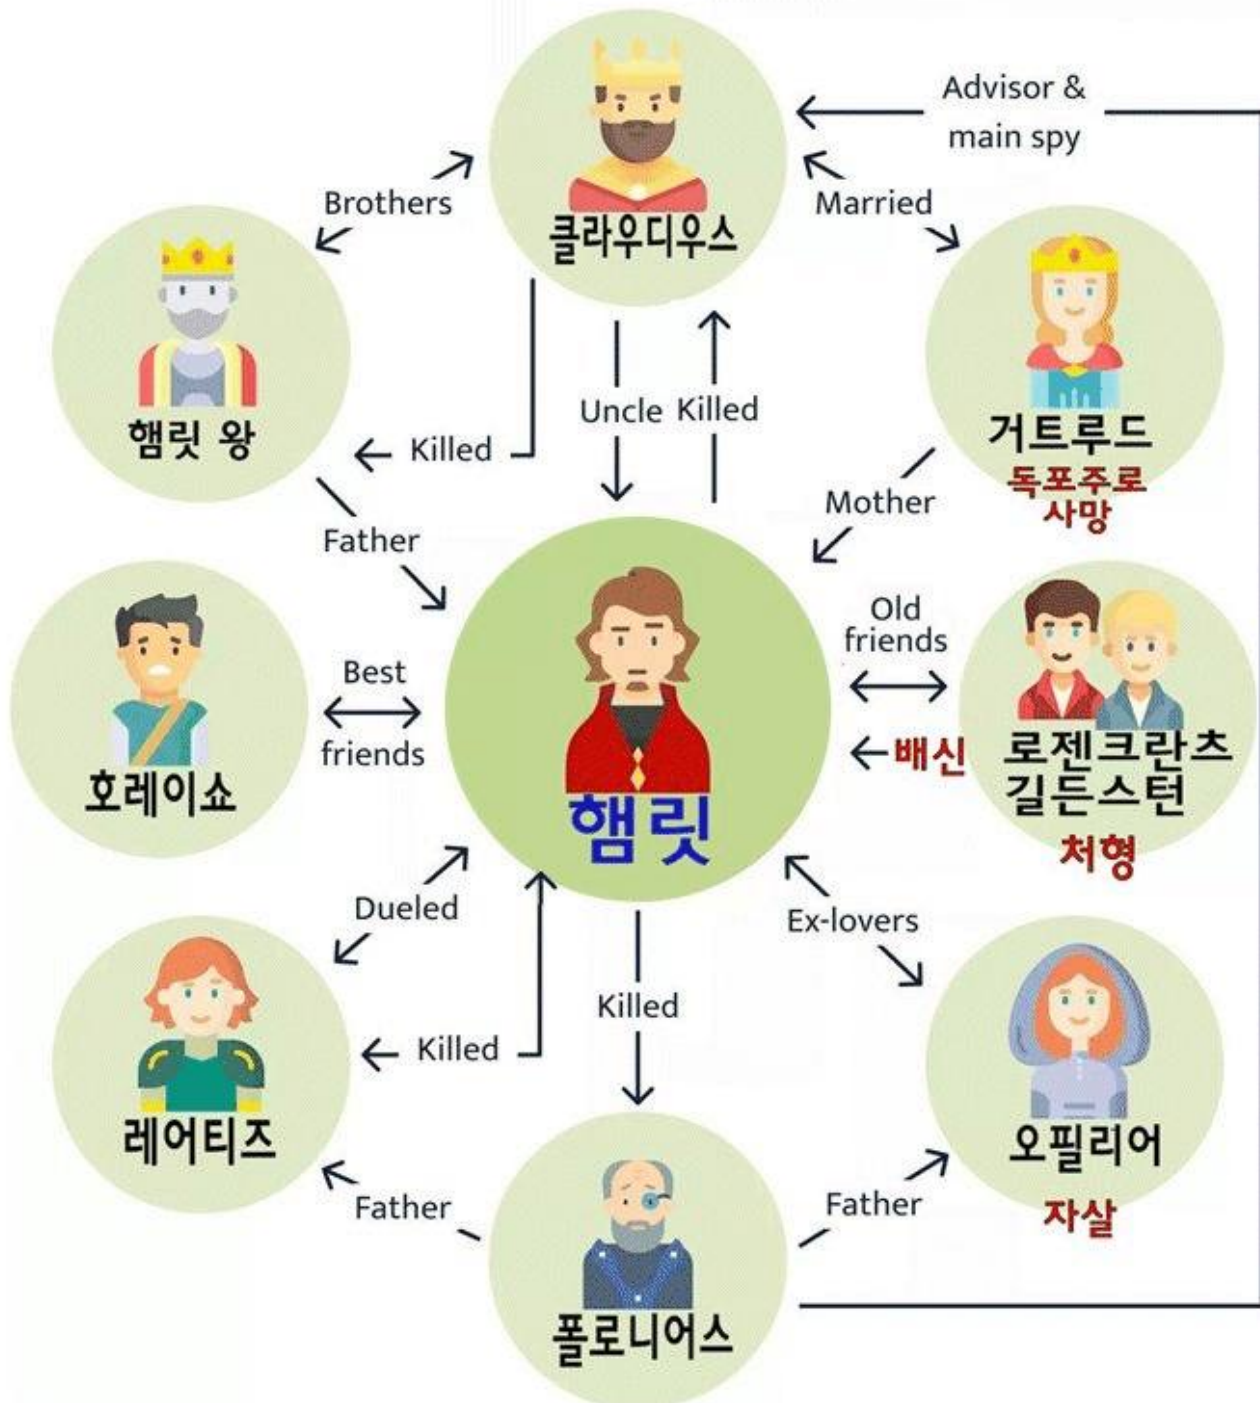 Advisor &
main spy
Brothers
Married
클라우디우스
햄릿 왕
Killed
Uncle
Killed
거트루드
독포주로
사망
Father
Mother
Old
friends
Best
friends
호레이쇼
햄릿
배신
로젠크란츠
길든스턴
처형
Dueled
Ex-lovers
Killed
Killed
레어티즈
오필리어
자살
Father
Father
폴로니어스